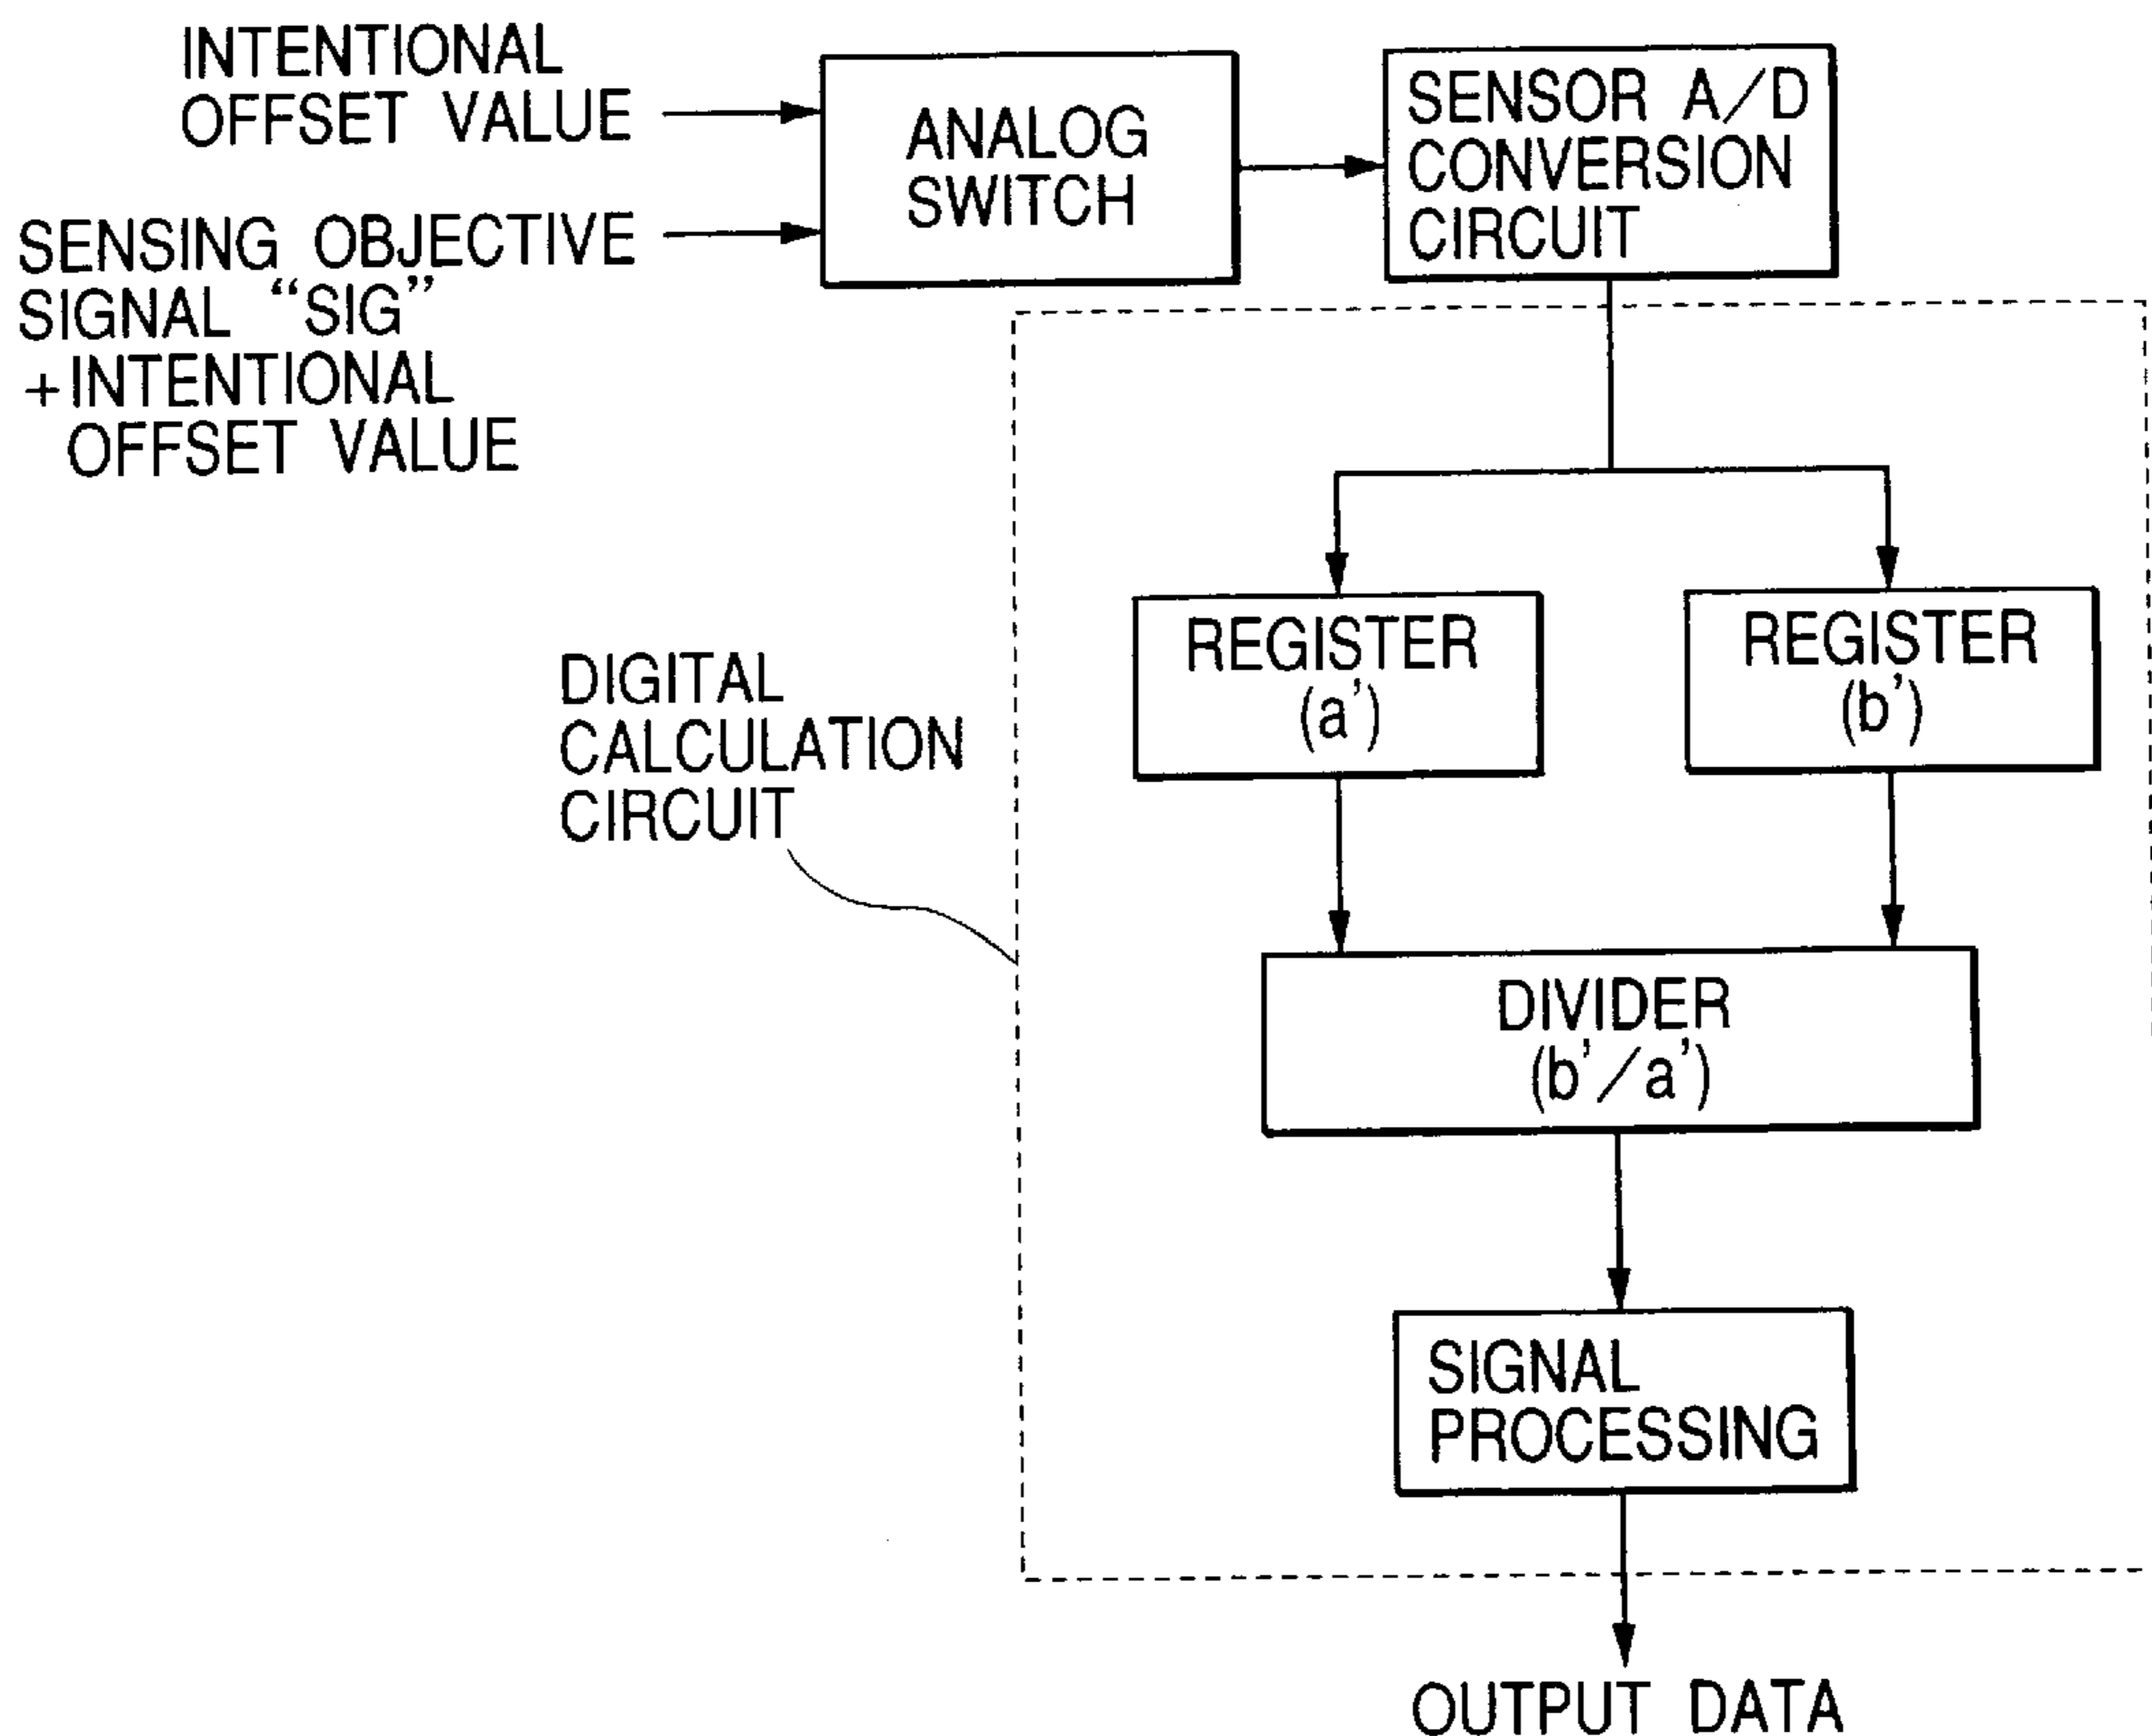 INTENTIONAL
OFFSET VALUE
SENSING OBJECTIVE
SIGNAL “SIG”
+INTENTIONAL
OFFSET VALUE
ANALOG
SWITCH
SENSOR A/D
CONVERSION
CIRCUIT
DIGITAL
CALCULATION
CIRCUIT
REGISTER
(a’)
REGISTER
(b’)
DIVIDER
(b’/a’)
SIGNAL
PROCESSING
OUTPUT DATA